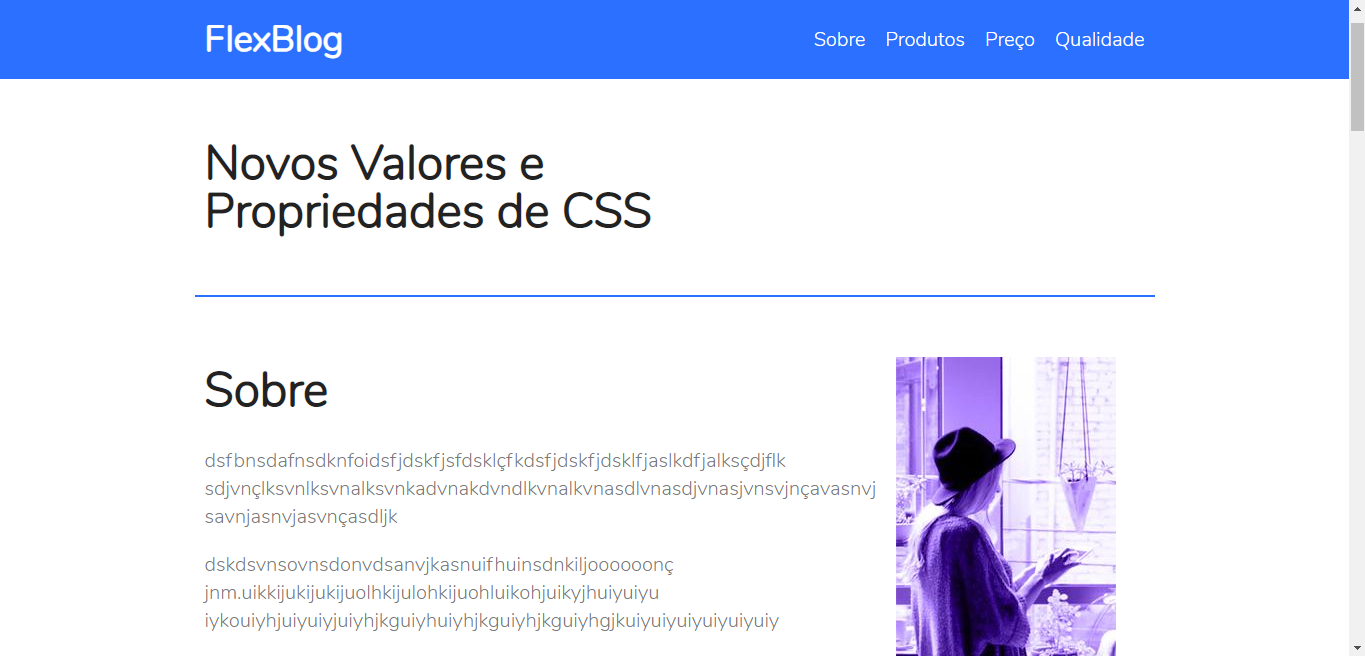 FlexBlog
Sobre Produtos Preço Qualidade
Novos Valores e
Propriedades de CSS
Sobre
dsfbnsdafnsdknfoidsfjdskfjsfdsklçfkdsfjdskfjdsklfjaslkdfjalksçdjflk
sdjvnçlksvnlksvnalksvnkadvnakdvndlkvnalkvnasdlvnasdjvnasjvnsvjnçavasnvj
savnjasnvjasvnçasdljk
dskdsvnsovnsdonvdsanvjkasnuifhuinsdnkiljoooooonç
jnm.uikkijukijukijuolhkijulohkijuohluikohjuikyjhuiyuiyu
iykouiyhjuiyuiyjuiyhjkguiyhuiyhjkguiyhjkguiyhgjkuiyuiyuiyuiyuiyuiy